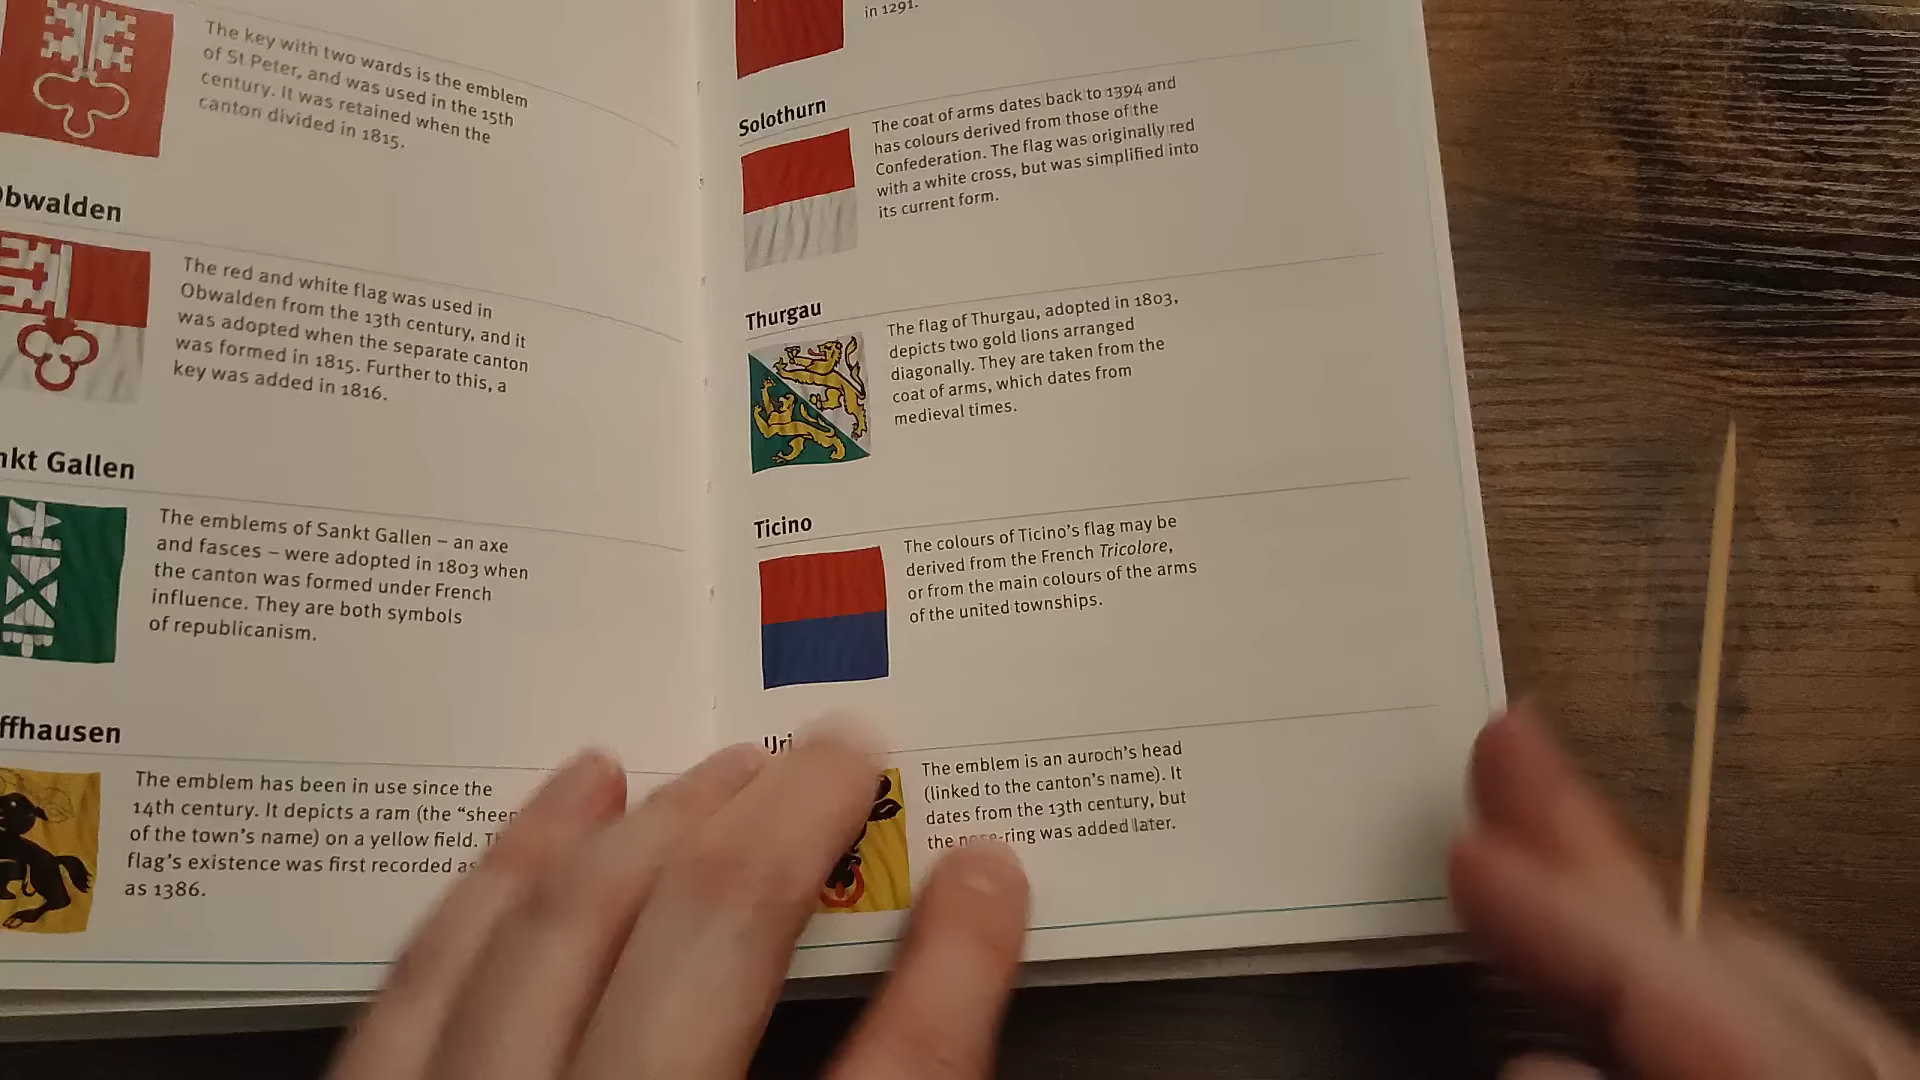 The key with two wards is the emblem
of St Peter, and was used in the 15th
century. It was retained when the
canton divided in 1815.
Obwalden
The red and white flag was used in
Obwalden from the 13th century, and it
was adopted when the separate canton
was formed in 1815. Further to this, a
key was added in 1816.
nkt Gallen
The emblems of Sankt Gallen – an axe
and fasces – were adopted in 1803 when
the canton was formed under French
influence. They are both symbols
of republicanism.
ffhausen
The emblem has been in use since the
14th century. It depicts a ram (the “sheep
of the town’s name) on a yellow field.
flag’s existence was first recorded as
as 1386.
in 1291.
Solothurn
The coat of arms dates back to 1394 and
has colours derived from those of the
Confederation. The flag was originally red
with a white cross, but was simplified into
its current form.
Thurgau
The flag of Thurgau, adopted in 1803,
depicts two gold lions arranged
diagonally. They are taken from the
coat of arms, which dates from
medieval times.
Ticino
The colours of Ticino’s flag may be
derived from the French Tricolore,
or from the main colours of the arms
of the united townships.
Uri
The emblem is an auroch’s head
(linked to the canton’s name). It
dates from the 13th century, but
the nose-ring was added later.